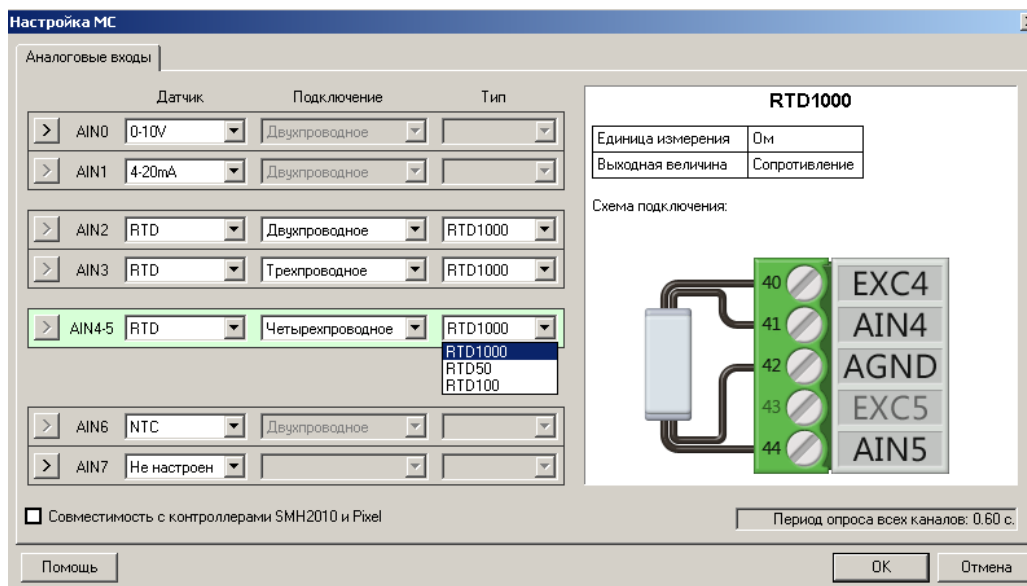 Настройка МС
Аналоговые входы
Датчик Подключение Тип
> AIN0 0-10V Двухпроводное
> AIN1 4-20mA Двухпроводное
> AIN2 RTD Двухпроводное RTD1000
> AIN3 RTD Трехпроводное RTD1000
> AIN4-5 RTD Четырехпроводное RTD1000
RTD1000
RTD50
RTD100
> AIN6 NTC Двухпроводное
> AIN7 Не настроен
Совместимость с контроллерами SMH2010 и Pixel
RTD1000
Единица измерения Ом
Выходная величина Сопротивление
Схема подключения:
40 EXC4
41 AIN4
42 AGND
43 EXC5
44 AIN5
Период опроса всех каналов: 0.60 с.
Помощь OK Отмена